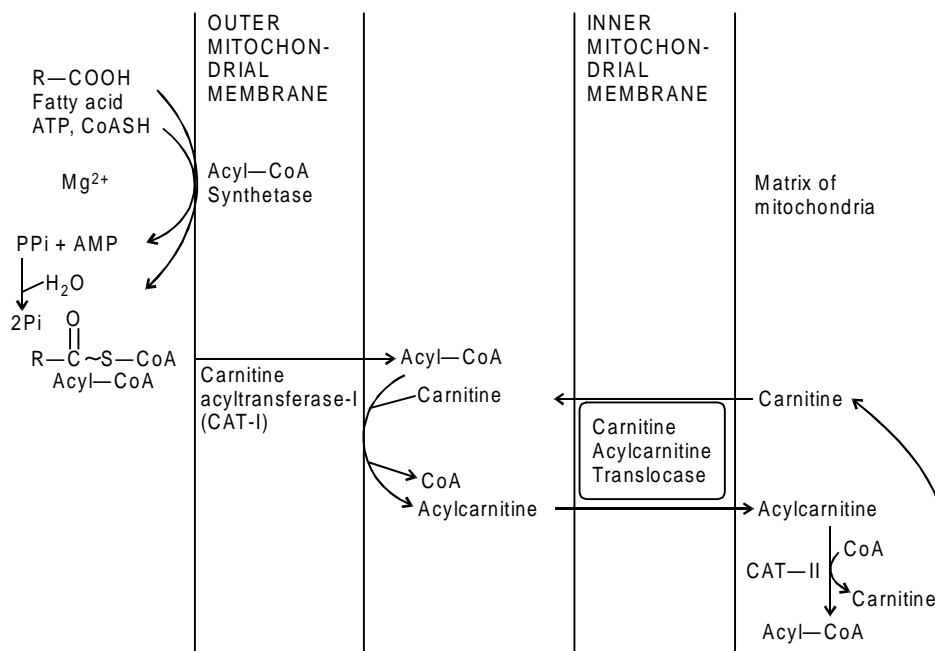 OUTER
MITOCHON-
DRIAL
MEMBRANE
INNER
MITOCHON-
DRIAL
MEMBRANE
R—COOH
Fatty acid
ATP, CoASH
Mg²⁺
Acyl—CoA
Synthetase
Matrix of
mitochondria
PPi + AMP
H₂O
2Pi
O
R—C~S—CoA
Acyl—CoA
Carnitine
acyltransferase-I
(CAT-I)
Acyl—CoA
Carnitine
CoA
Acylcarnitine
Carnitine
Acylcarnitine
Translocase
Carnitine
Acylcarnitine
CoA
CAT—II
Carnitine
Acyl—CoA